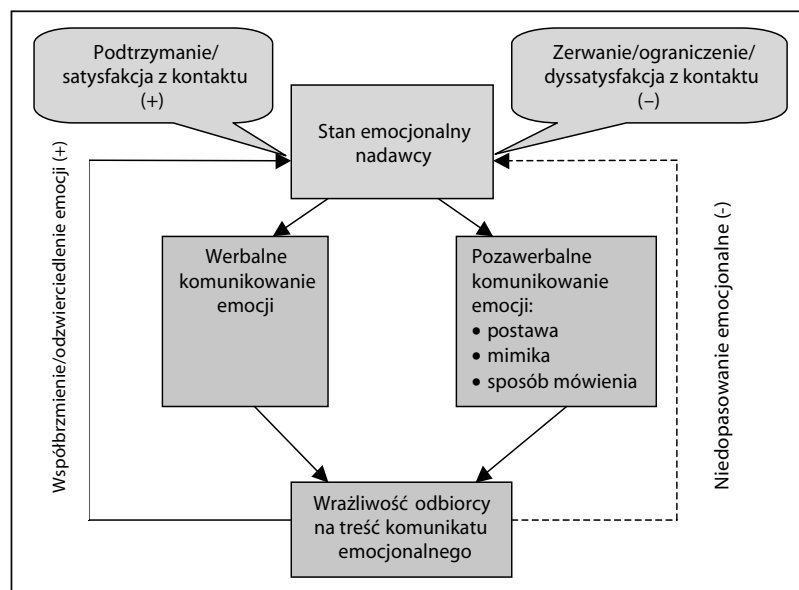 Podtrzymanie/
satysfakcja z kontaktu
(+)
Zerwanie/ograniczenie/
dyssatysfakcja z kontaktu
(–)
Stan emocjonalny
nadawcy
Współbrzmienie/odzwierciedlenie emocji (+)
Werbalne
komunikowanie
emocji
Pozawerbalne
komunikowanie
emocji:
• postawa
• mimika
• sposób mówienia
Niedopasowanie emocjonalne (-)
Wrażliwość odbiorcy
na treść komunikatu
emocjonalnego